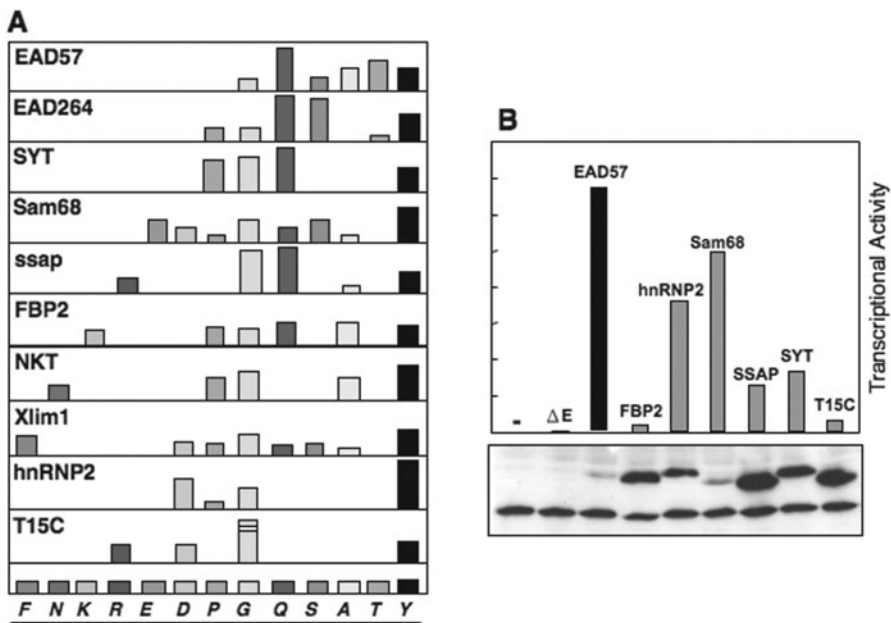 A
EAD57
EAD264
SYT
Sam68
ssap
FBP2
NKT
Xlim1
hnRNP2
T15C
F N K R E D P G Q S A T Y
B
EAD57
Sam68
hnRNP2
SYT
SSAP
FBP2
T15C
- ΔE
Transcriptional Activity